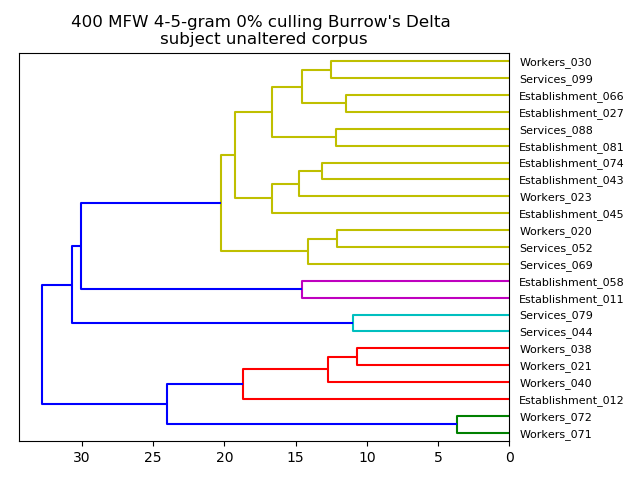 400 MFW 4-5-gram 0% culling Burrow's Delta
subject unaltered corpus
Workers_030
Services_099
Establishment_066
Establishment_027
Services_088
Establishment_081
Establishment_074
Establishment_043
Workers_023
Establishment_045
Workers_020
Services_052
Services_069
Establishment_058
Establishment_011
Services_079
Services_044
Workers_038
Workers_021
Workers_040
Establishment_012
Workers_072
Workers_071
30 25 20 15 10 5 0